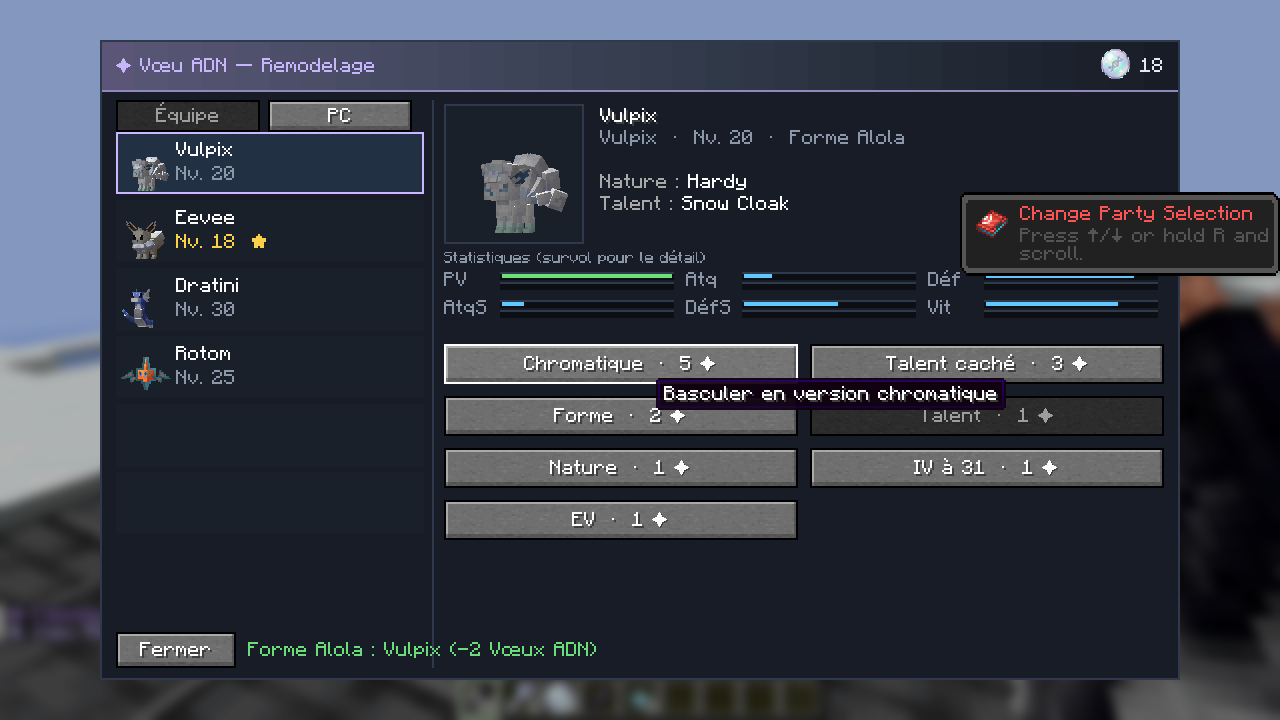 ✦ Vœu ADN — Remodelage
18
Équipe
PC
Vulpix
Nv. 20
Eevee
Nv. 18
Dratini
Nv. 30
Rotom
Nv. 25
Vulpix
Vulpix · Nv. 20 · Forme Alola
Nature : Hardy
Talent : Snow Cloak
Change Party Selection
Press ↑/↓ or hold R and
scroll.
Statistiques (survol pour le détail)
PV
Atq
Déf
AtqS
DéfS
Vit
Chromatique · 5 ✦
Talent caché · 3 ✦
Basculer en version chromatique
Forme · 2 ✦
Talent · 1 ✦
Nature · 1 ✦
IV à 31 · 1 ✦
EV · 1 ✦
Fermer
Forme Alola : Vulpix (−2 Vœux ADN)